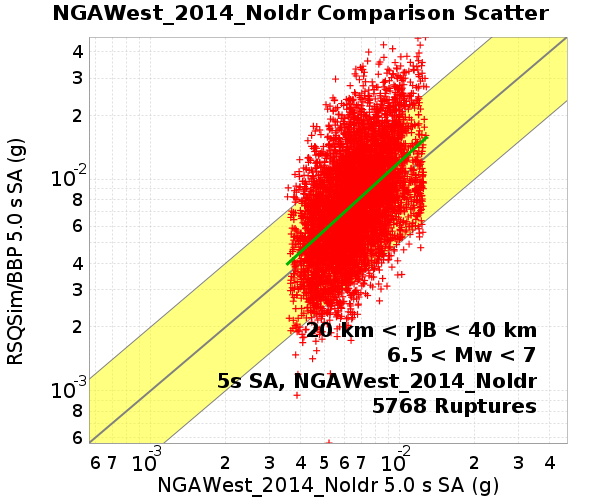 NGAWest_2014_NoIdr Comparison Scatter
4
3
2
10-2
8
6
4
3
2
10-3
8
6
RSQSim/BBP 5.0 s SA (g)
20 km < rJB < 40 km
6.5 < Mw < 7
5s SA, NGAWest_2014_NoIdr
5768 Ruptures
6 7 10-3 2 3 4 5 6 7 10-2 2 3 4
NGAWest_2014_NoIdr 5.0 s SA (g)